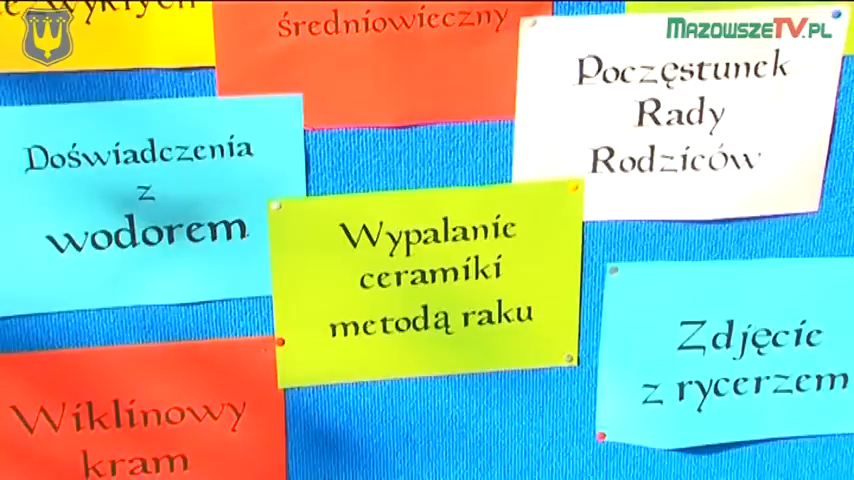 średniowieczny
MAZOWSZETV.PL
Poczęstunek
Rady
Rodziców
Doświadczenia
z
wodorem
Wypalanie
ceramiki
metodą raku
Zdjęcie
z rycerzem
Wiklinowy
kram